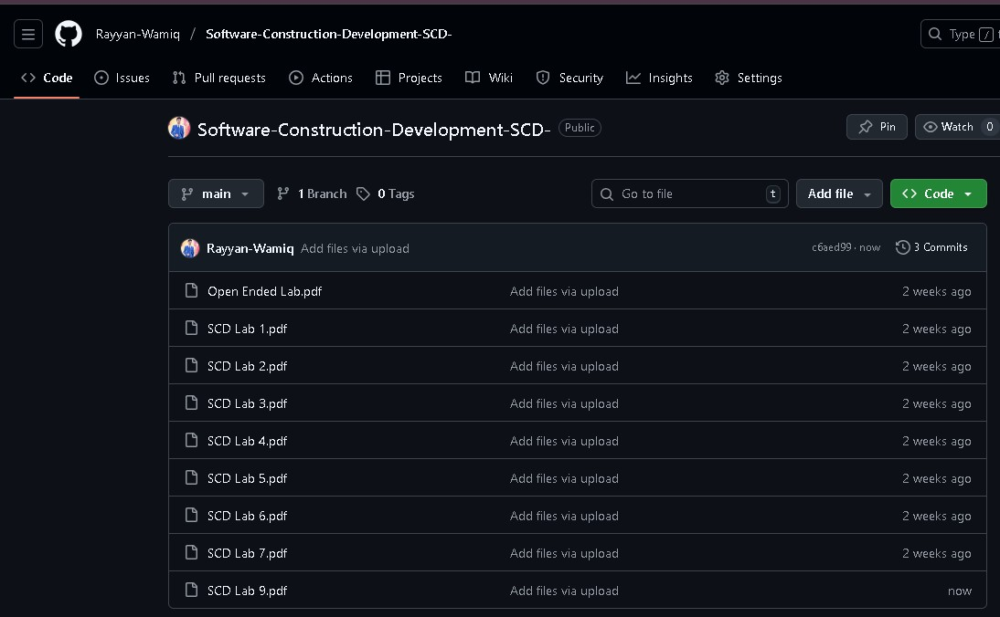 Rayyan-Wamiq / Software-Construction-Development-SCD-
Type /
Code Issues Pull requests Actions Projects Wiki Security Insights Settings
Software-Construction-Development-SCD- Public Pin Watch 0
main 1 Branch 0 Tags Go to file t Add file Code
Rayyan-Wamiq Add files via upload c6aed99 · now 3 Commits
Open Ended Lab.pdf Add files via upload 2 weeks ago
SCD Lab 1.pdf Add files via upload 2 weeks ago
SCD Lab 2.pdf Add files via upload 2 weeks ago
SCD Lab 3.pdf Add files via upload 2 weeks ago
SCD Lab 4.pdf Add files via upload 2 weeks ago
SCD Lab 5.pdf Add files via upload 2 weeks ago
SCD Lab 6.pdf Add files via upload 2 weeks ago
SCD Lab 7.pdf Add files via upload 2 weeks ago
SCD Lab 9.pdf Add files via upload now